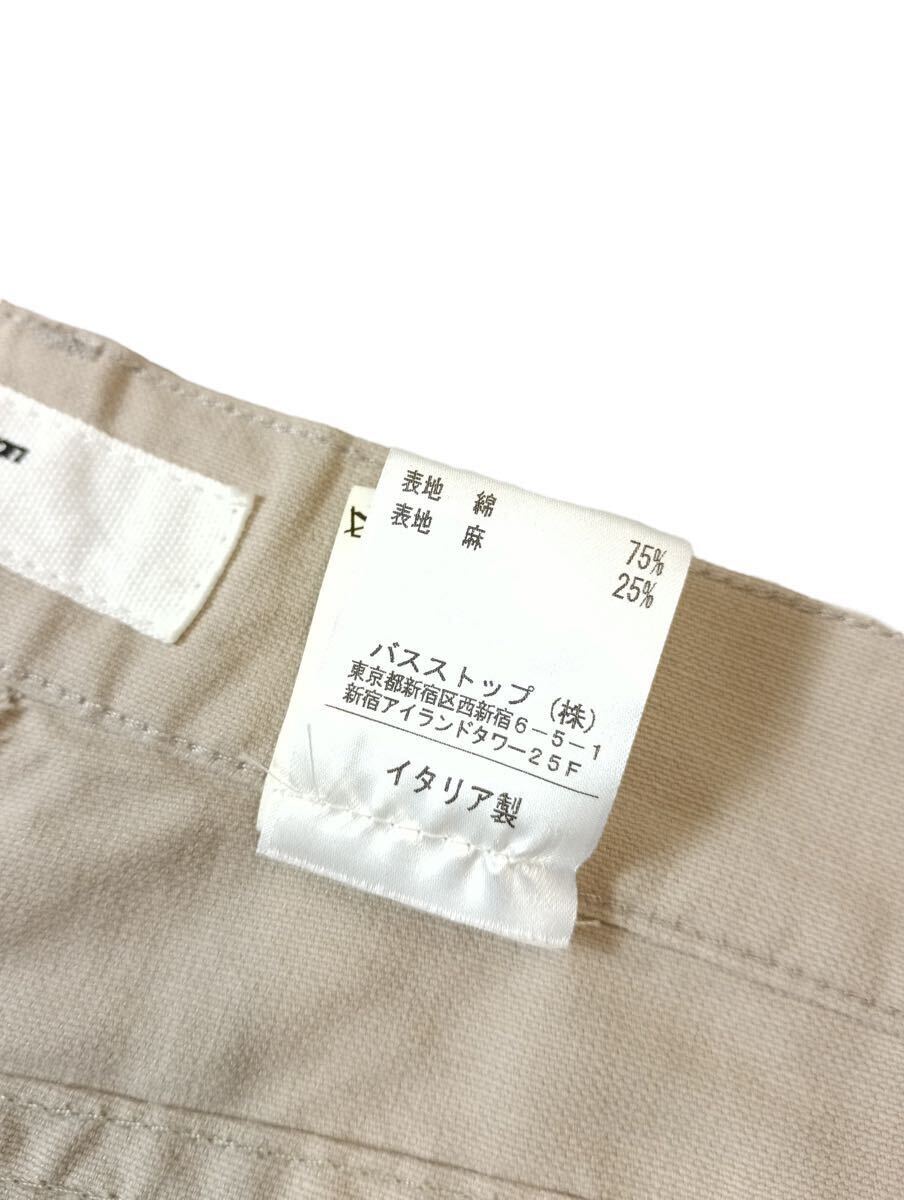 on
表地 綿 75%
表地 麻 25%
バスストップ (株)
東京都新宿区西新宿6-5-1
新宿アイランドタワー25F
イタリア製